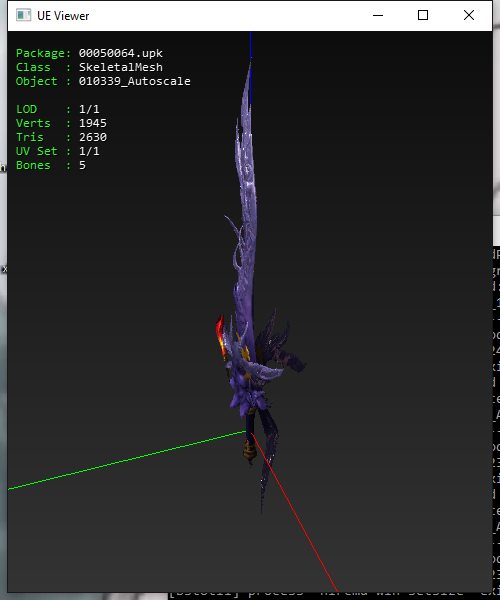 UE Viewer
Package: 00050064.upk
Class  : SkeletalMesh
Object : 010339_Autoscale
LOD    : 1/1
Verts  : 1945
Tris   : 2630
UV Set : 1/1
Bones  : 5